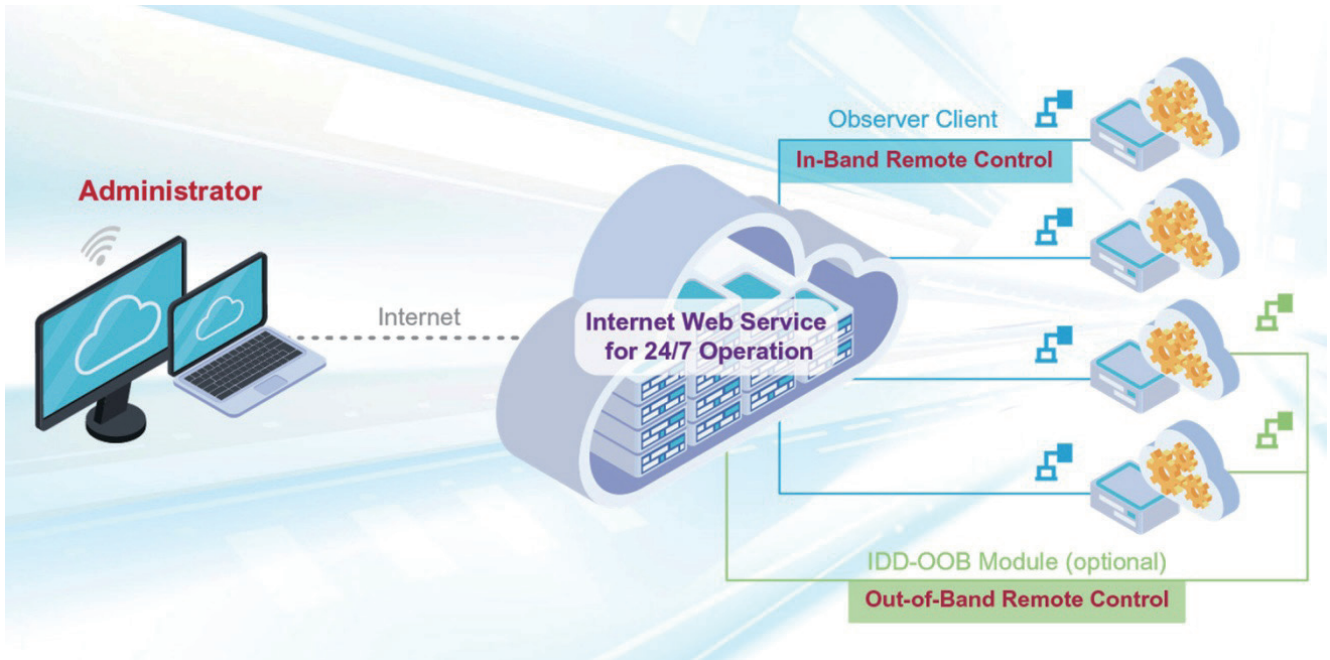 Administrator
Internet
Internet Web Service
for 24/7 Operation
Observer Client
In-Band Remote Control
IDD-OOB Module (optional)
Out-of-Band Remote Control